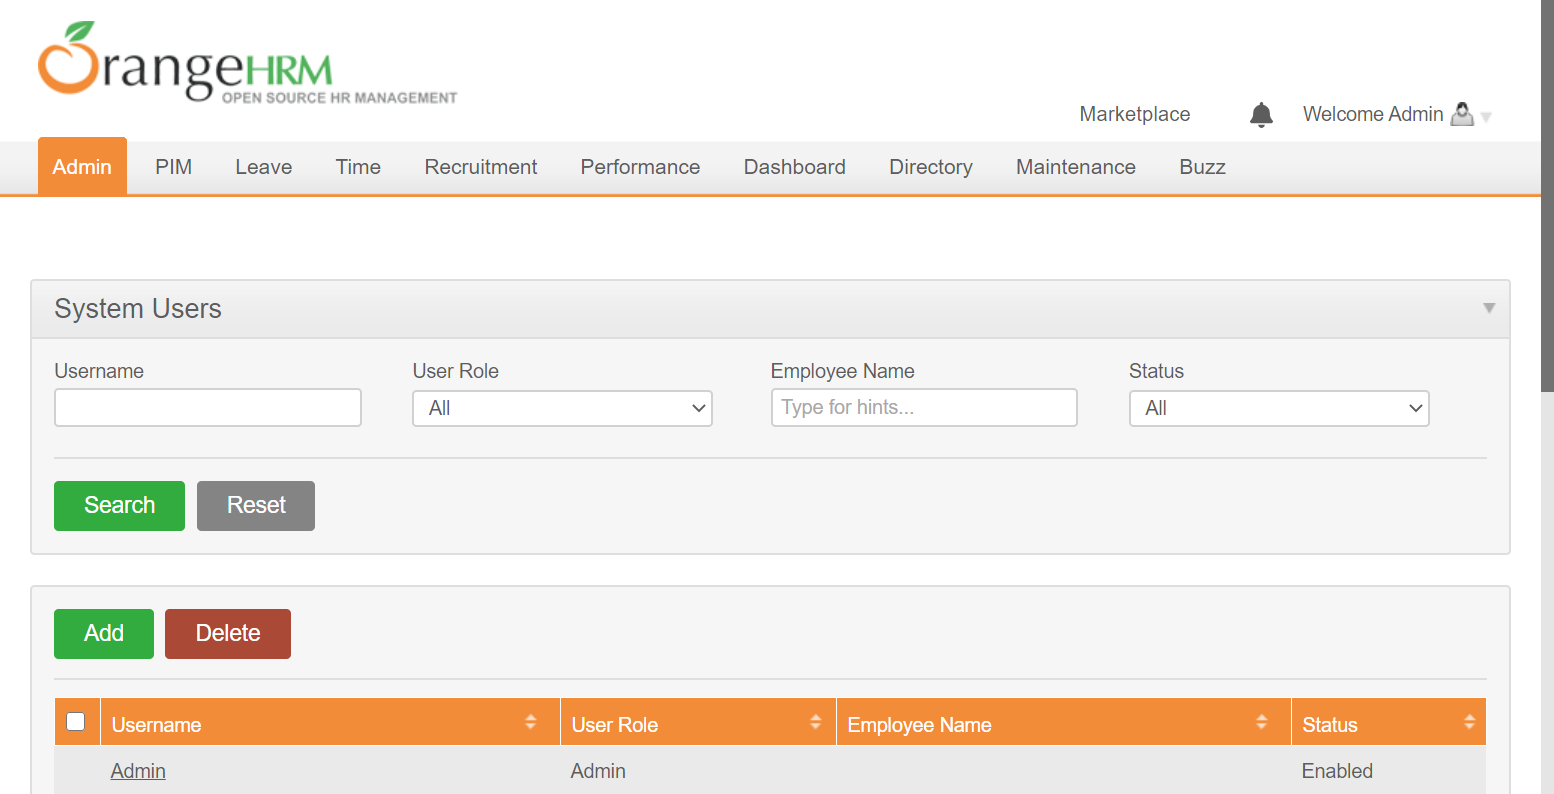 OrangeHRM
OPEN SOURCE HR MANAGEMENT
Marketplace
Welcome Admin
Admin PIM Leave Time Recruitment Performance Dashboard Directory Maintenance Buzz
System Users
Username User Role Employee Name Status
All Type for hints... All
Search Reset
Add Delete
Username User Role Employee Name Status
Admin Admin Enabled